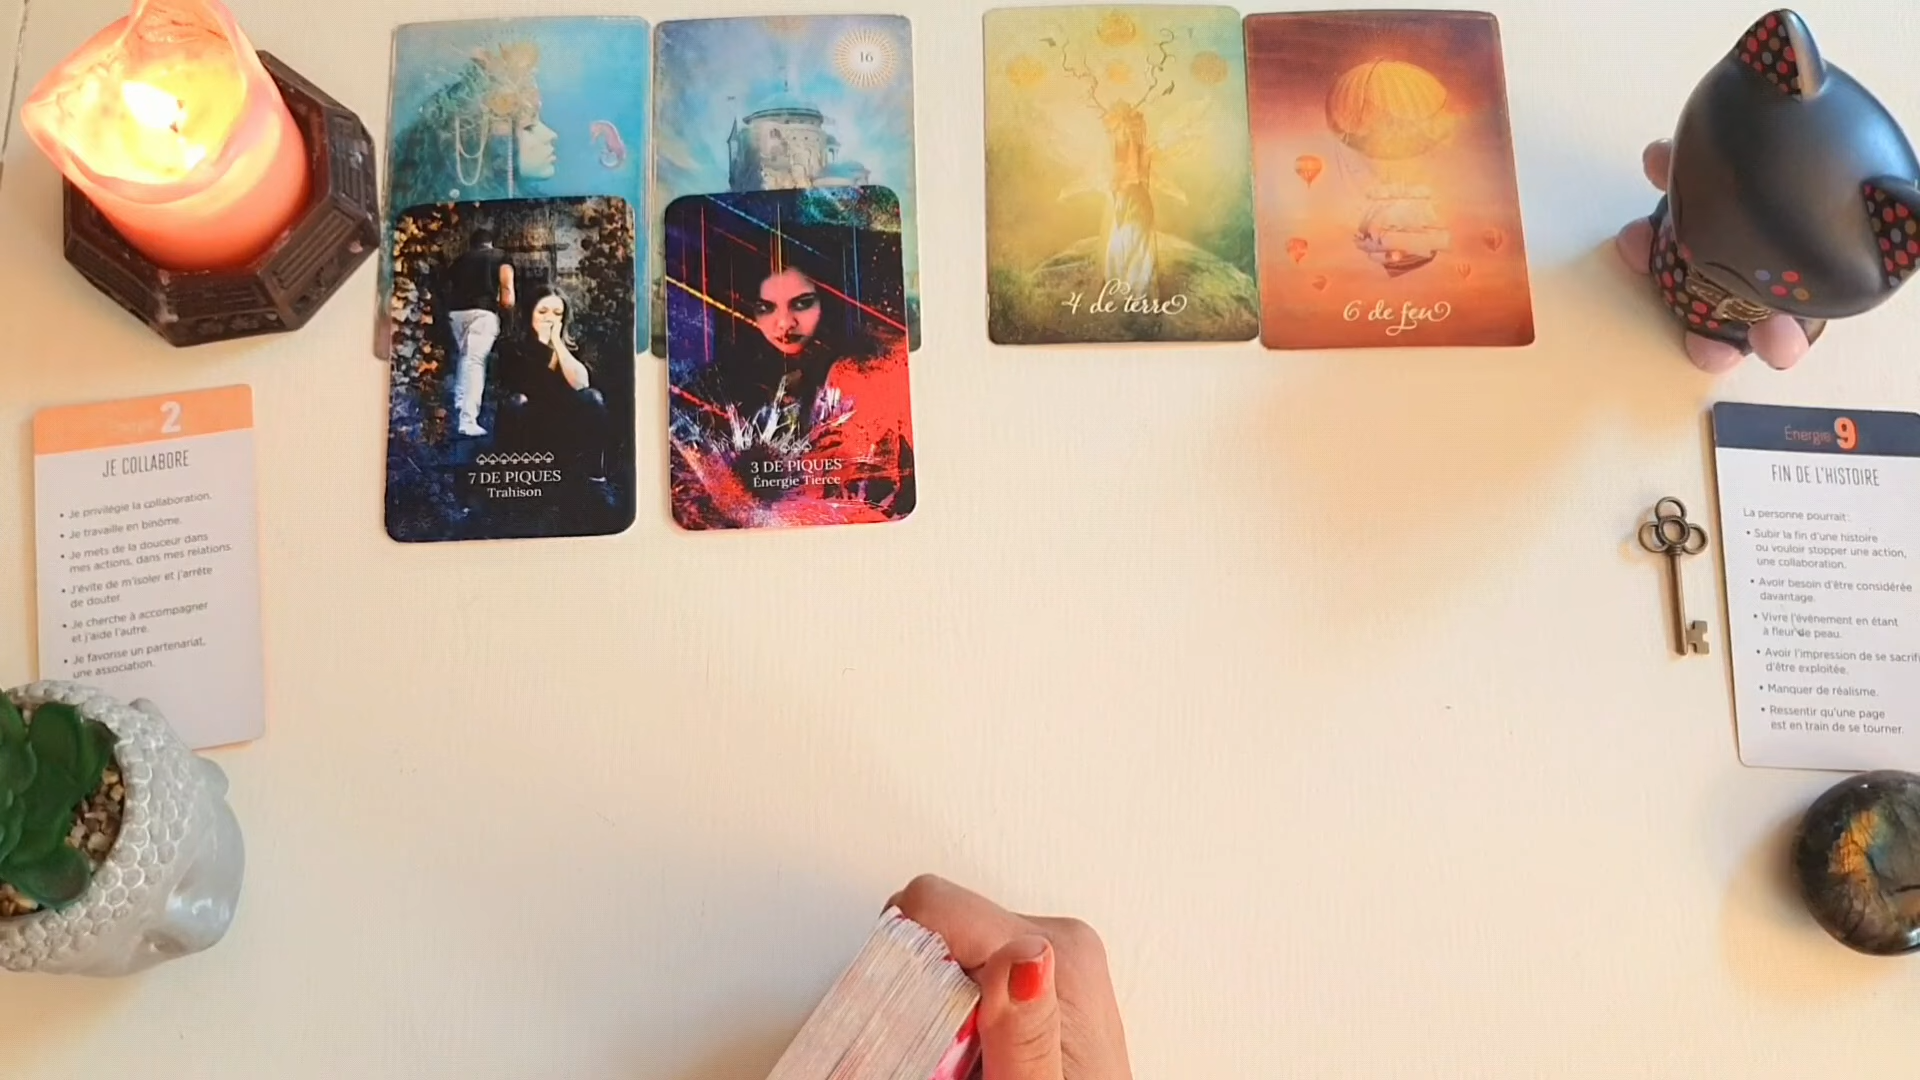 16
4 de terre
6 de feu
7 DE PIQUES
Trahison
3 DE PIQUES
Énergie Tierce
2
JE COLLABORE
• Je privilégie la collaboration.
• Je travaille en binôme.
• Je mets de la douceur dans
mes actions, dans mes relations.
• J'évite de m'isoler et j'arrête
de douter.
• Je cherche à accompagner
et j'aide l'autre.
• Je favorise un partenariat,
une association.
Énergie 9
FIN DE L'HISTOIRE
La personne pourrait :
• Subir la fin d'une histoire
ou vouloir stopper une action,
une collaboration.
• Avoir besoin d'être considérée
davantage.
• Vivre l'événement en étant
à fleur de peau.
• Avoir l'impression de se sacrifi
d'être exploitée.
• Manquer de réalisme.
• Ressentir qu'une page
est en train de se tourner.